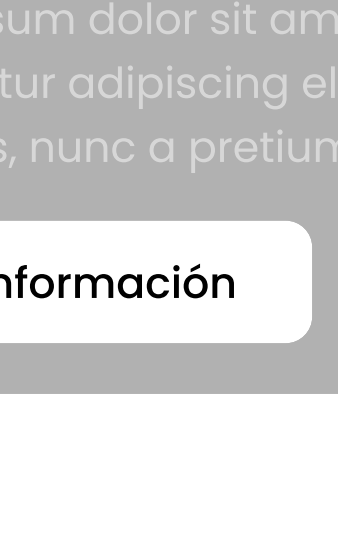 sum dolor sit am
tur adipiscing el
s, nunc a pretium
nformación